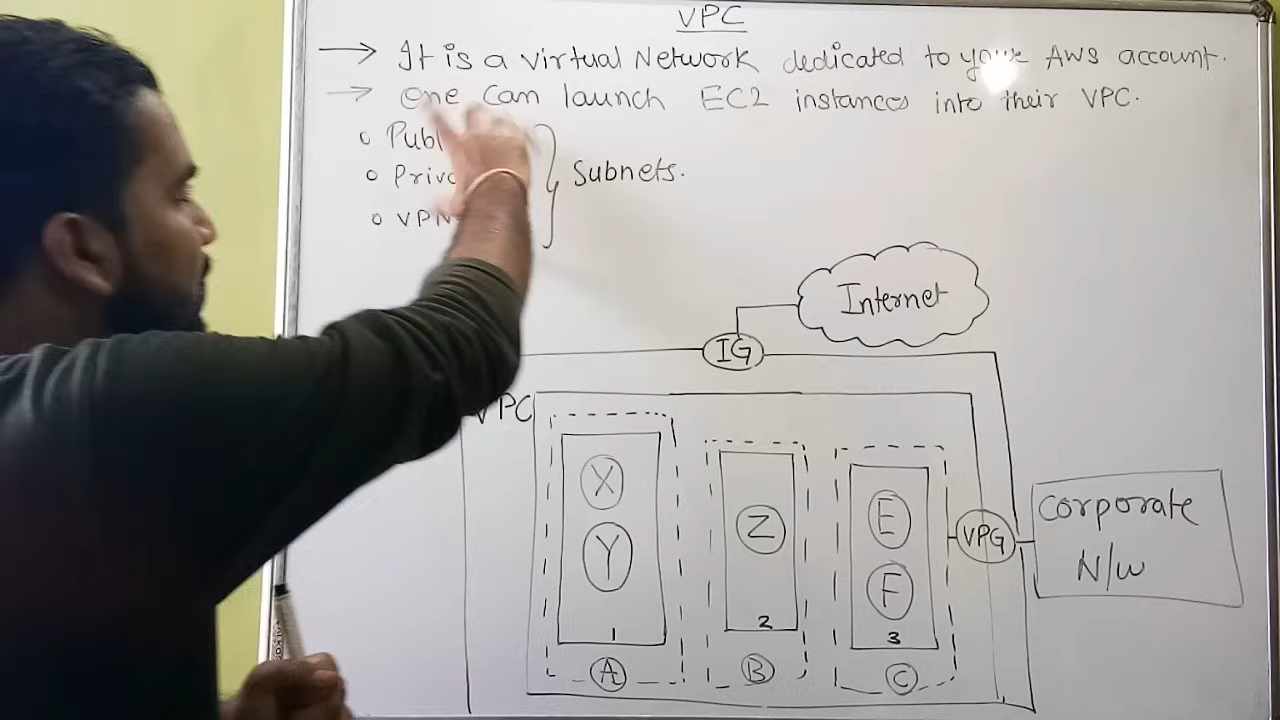 VPC
→ It is a virtual Network dedicated to AWS account.
→ One can launch EC2 instances into their VPC.
VPN
Subnets.
Internet
IG
VPC
X
Y
1
A
Z
2
B
E
F
3
C
VPG
Corporate
N/W